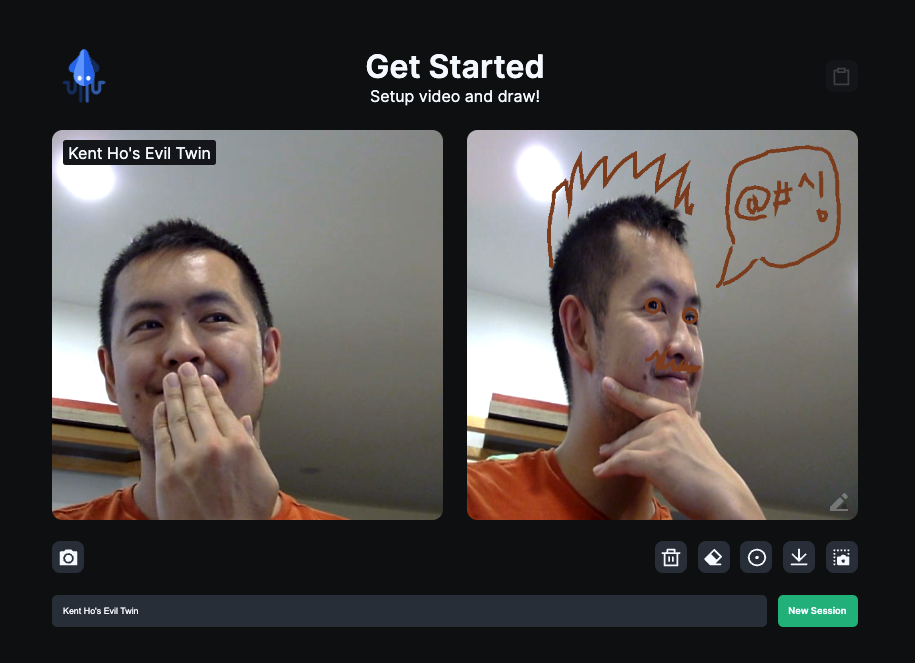 Get Started
Setup video and draw!
Kent Ho's Evil Twin
@#^!
Kent Ho's Evil Twin
New Session